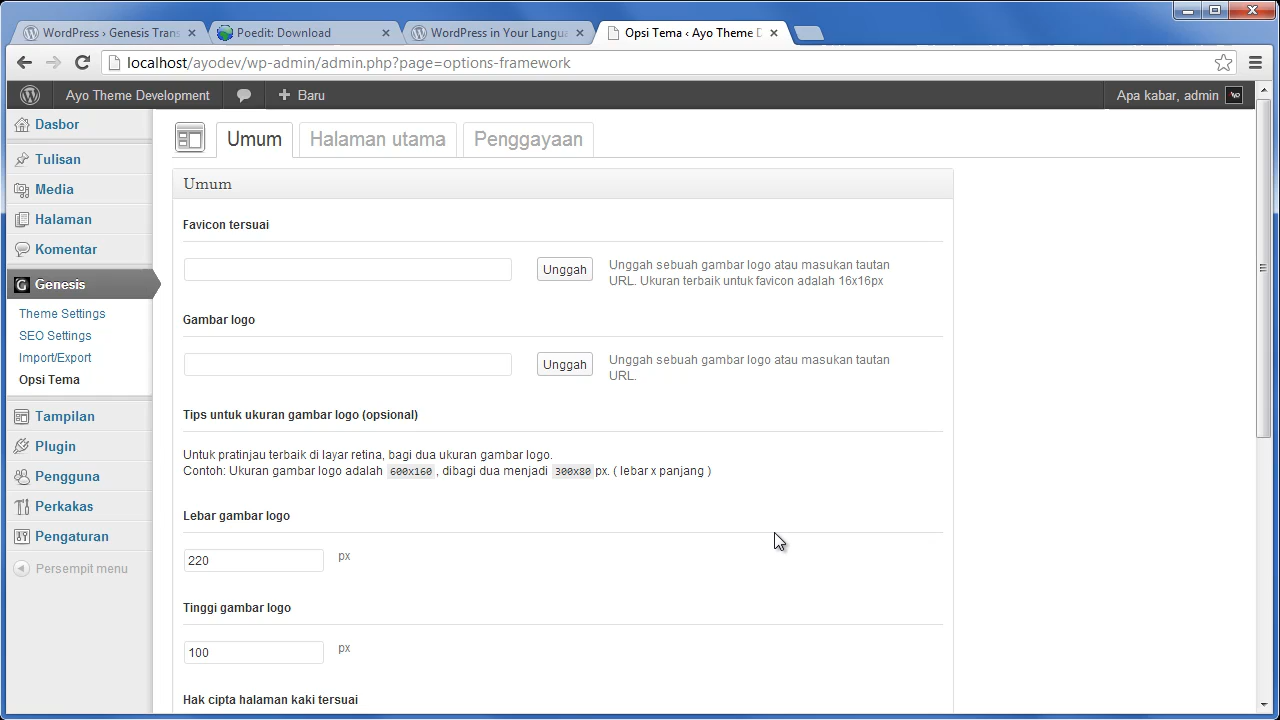 WordPress › Genesis Trans
Poedit: Download
WordPress in Your Langua
Opsi Tema ‹ Ayo Theme D
localhost/ayodev/wp-admin/admin.php?page=options-framework
Ayo Theme Development
Baru
Apa kabar, admin
Dasbor
Tulisan
Media
Halaman
Komentar
Genesis
Theme Settings
SEO Settings
Import/Export
Opsi Tema
Tampilan
Plugin
Pengguna
Perkakas
Pengaturan
Persempit menu
Umum
Halaman utama
Penggayaan
Umum
Favicon tersuai
Unggah
Unggah sebuah gambar logo atau masukan tautan
URL. Ukuran terbaik untuk favicon adalah 16x16px
Gambar logo
Unggah
Unggah sebuah gambar logo atau masukan tautan
URL.
Tips untuk ukuran gambar logo (opsional)
Untuk pratinjau terbaik di layar retina, bagi dua ukuran gambar logo.
Contoh: Ukuran gambar logo adalah 600x160 , dibagi dua menjadi 300x80 px. ( lebar x panjang )
Lebar gambar logo
220 px
Tinggi gambar logo
100 px
Hak cipta halaman kaki tersuai